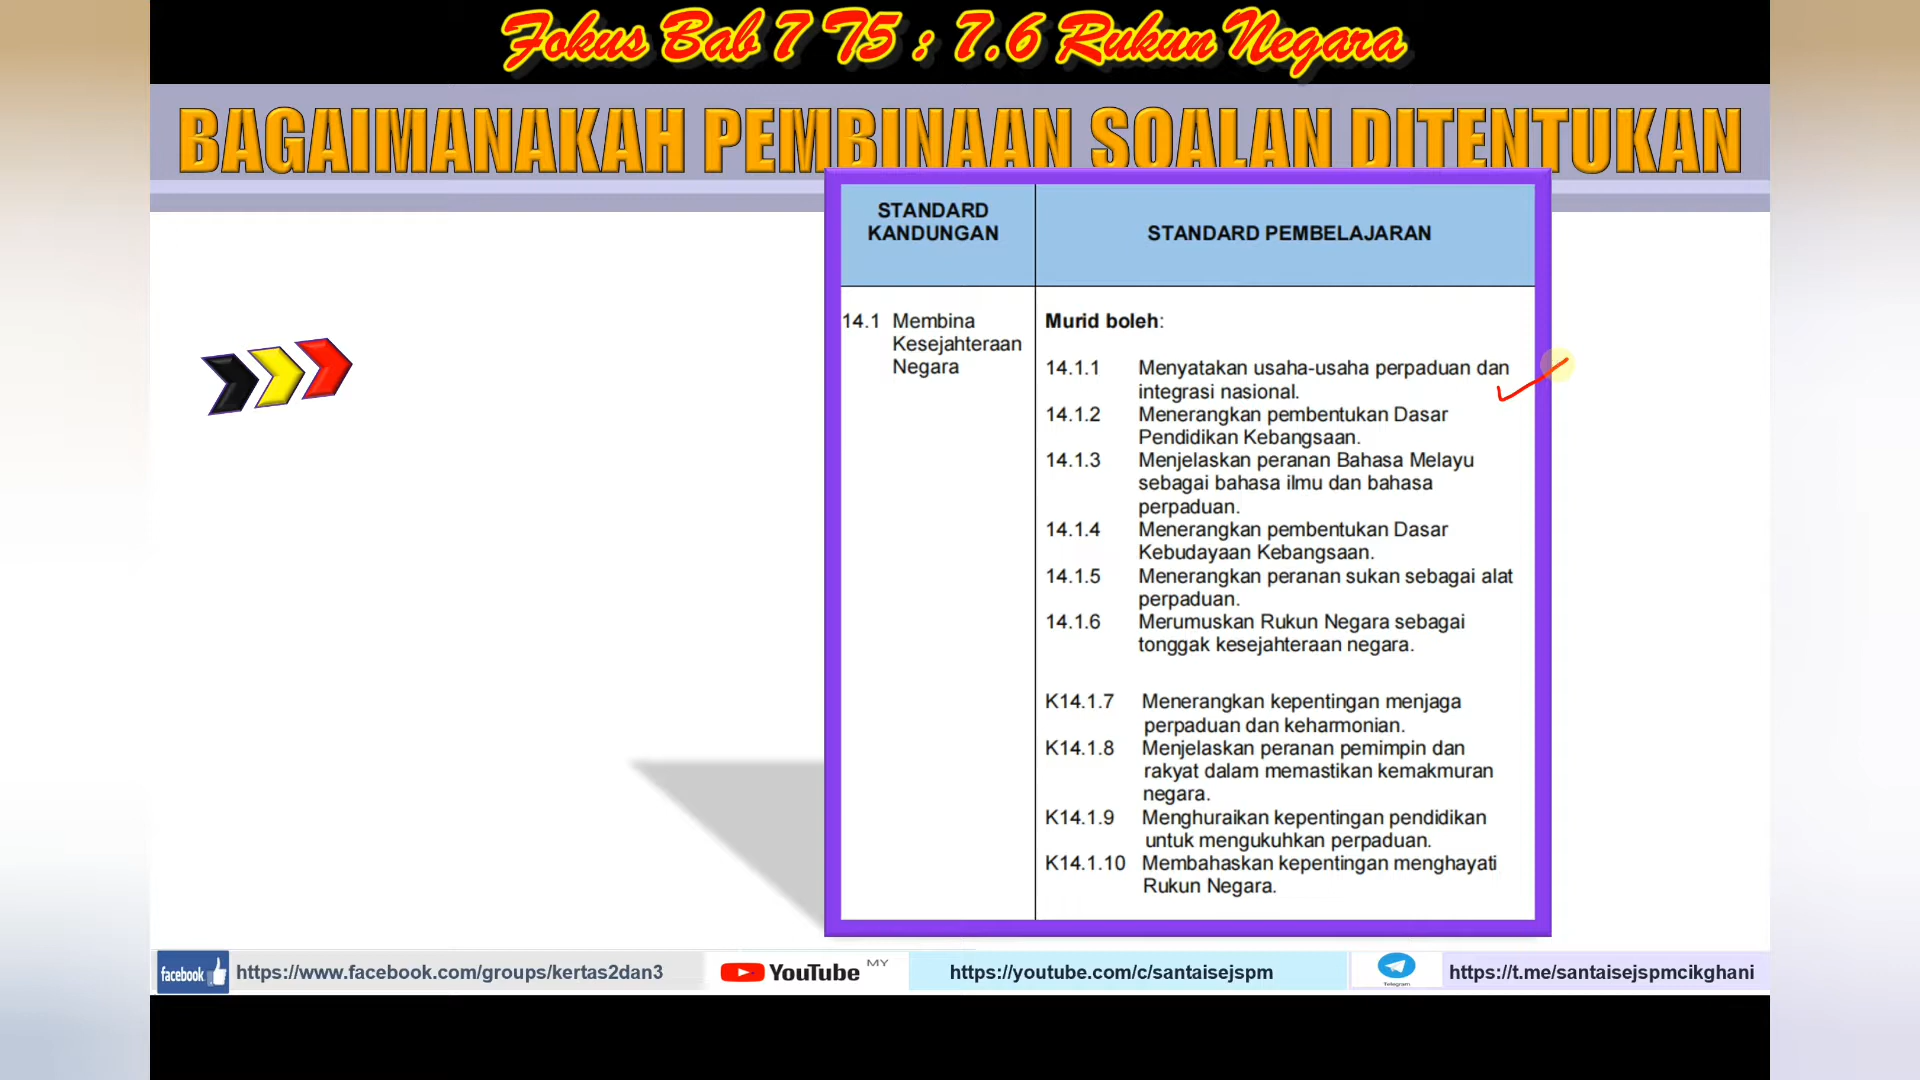 Fokus Bab 7 T5 : 7.6 Rukun Negara
BAGAIMANAKAH PEMBINAAN SOALAN DITENTUKAN
STANDARD
KANDUNGAN
STANDARD PEMBELAJARAN
14.1 Membina
Kesejahteraan
Negara
Murid boleh:
14.1.1 Menyatakan usaha-usaha perpaduan dan
integrasi nasional.
14.1.2 Menerangkan pembentukan Dasar
Pendidikan Kebangsaan.
14.1.3 Menjelaskan peranan Bahasa Melayu
sebagai bahasa ilmu dan bahasa
perpaduan.
14.1.4 Menerangkan pembentukan Dasar
Kebudayaan Kebangsaan.
14.1.5 Menerangkan peranan sukan sebagai alat
perpaduan.
14.1.6 Merumuskan Rukun Negara sebagai
tonggak kesejahteraan negara.
K14.1.7 Menerangkan kepentingan menjaga
perpaduan dan keharmonian.
K14.1.8 Menjelaskan peranan pemimpin dan
rakyat dalam memastikan kemakmuran
negara.
K14.1.9 Menghuraikan kepentingan pendidikan
untuk mengukuhkan perpaduan.
K14.1.10 Membahaskan kepentingan menghayati
Rukun Negara.
facebook https://www.facebook.com/groups/kertas2dan3
YouTube MY
https://youtube.com/c/santaisejspm
Telegram
https://t.me/santaisejspmcikghani